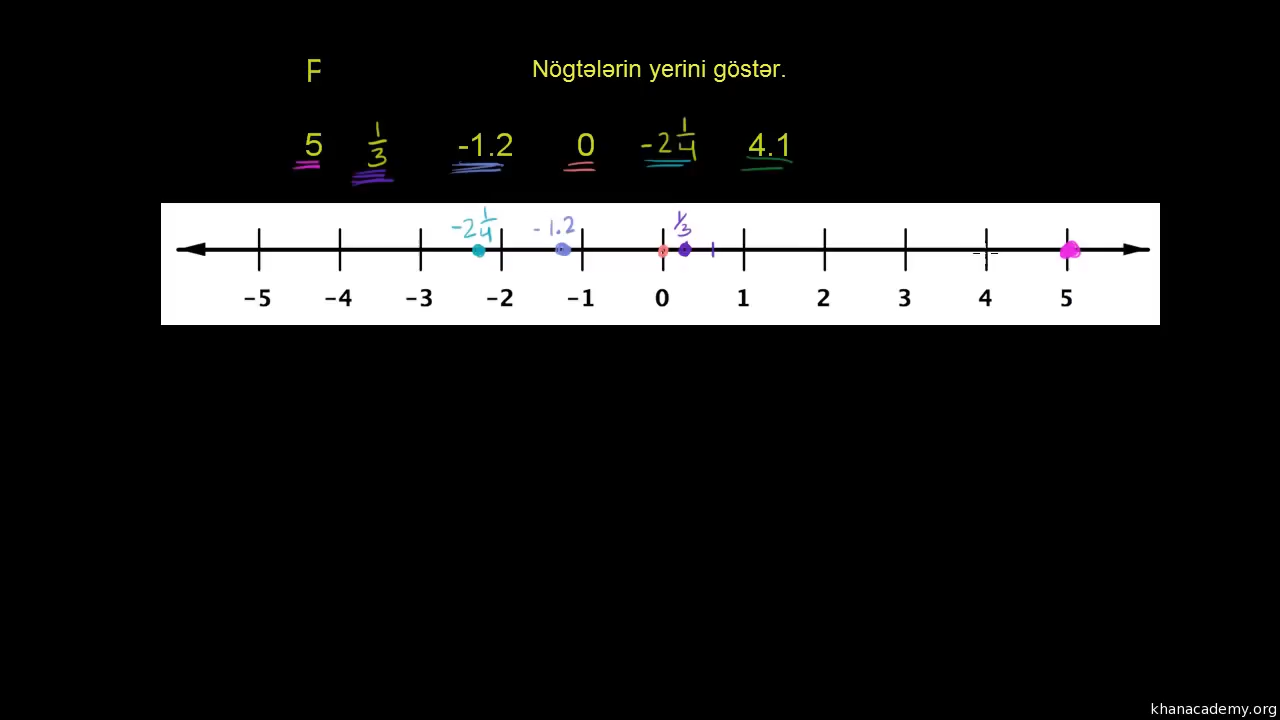 F Nögtələrin yerini göstər.
5 1/3 -1.2 0 -2 1/4 4.1
-2 1/4 -1.2 1/3
-5 -4 -3 -2 -1 0 1 2 3 4 5
khanacademy.org